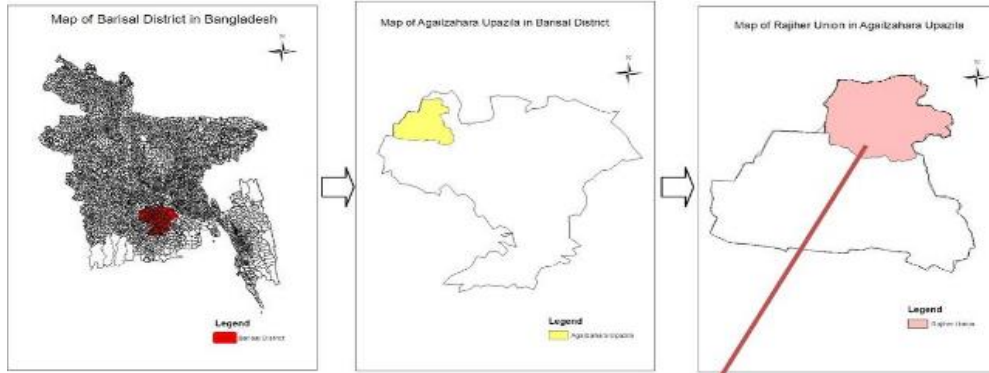 Map of Barisal District in Bangladesh
N
Legend
Barisal District
Map of Agailzahara Upazila in Barisal District
N
Legend
Agailzahara Upazila
Map of Rajiher Union in Agailzahara Upazila
N
Legend
Rajiher Union